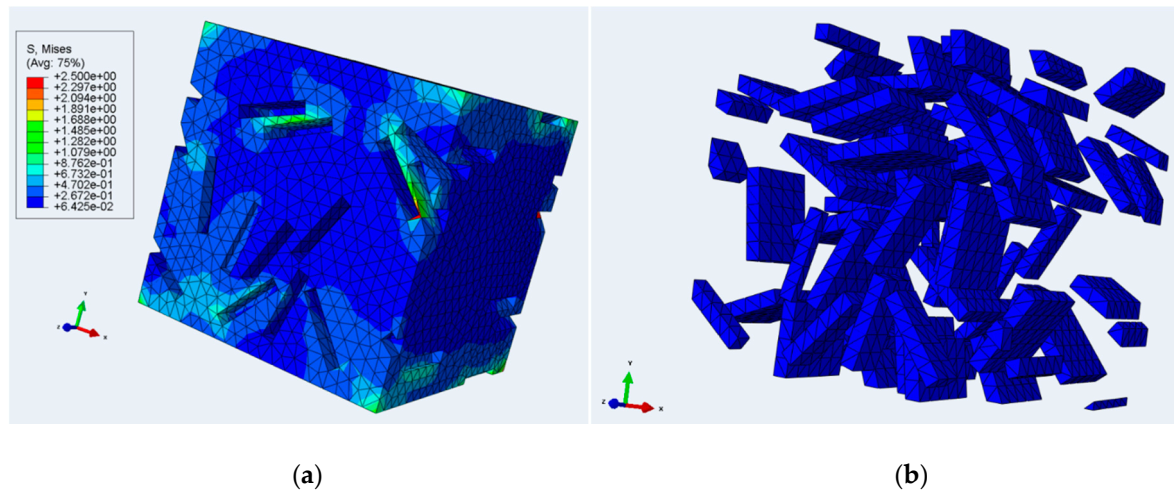 S, Mises
(Avg: 75%)
+2.500e+00
+2.297e+00
+2.094e+00
+1.891e+00
+1.688e+00
+1.485e+00
+1.282e+00
+1.079e+00
+8.762e-01
+6.732e-01
+4.702e-01
+2.672e-01
+6.425e-02
Y
Z
X
Y
Z
X
(a)
(b)